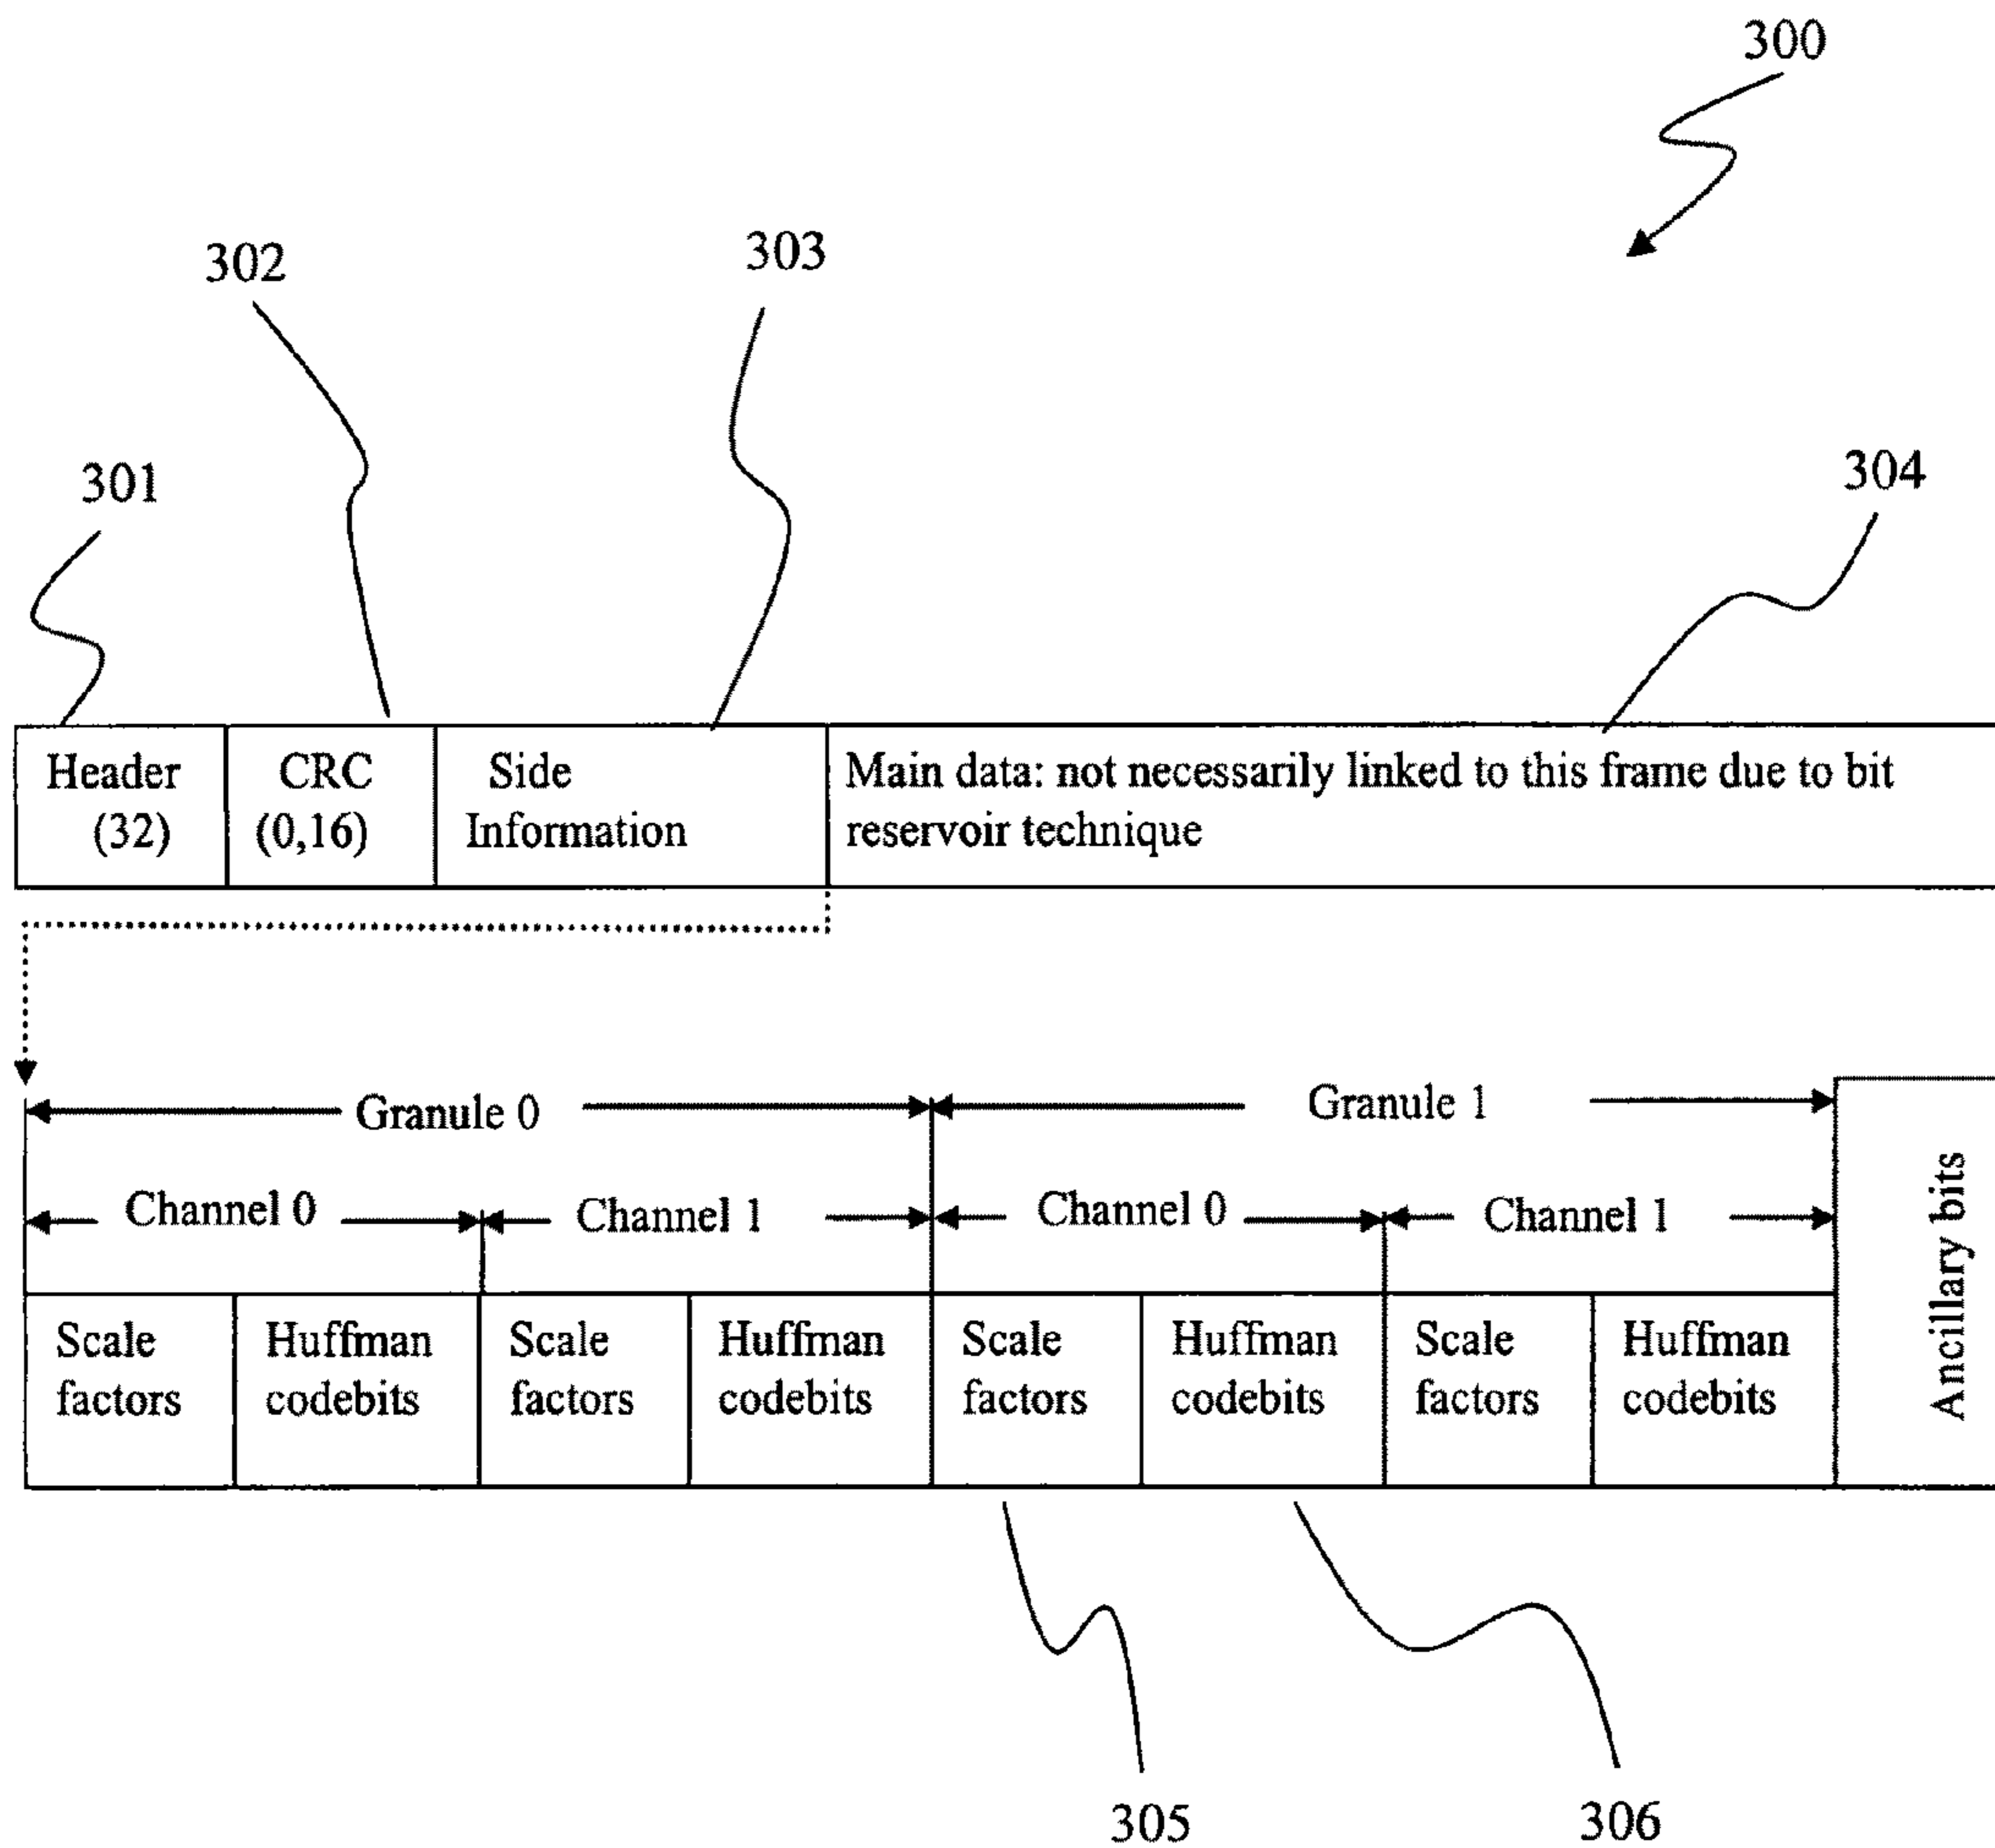 300
302
303
301
304
Header
(32)
CRC
(0,16)
Side
Information
Main data: not necessarily linked to this frame due to bit
reservoir technique
Granule 0
Granule 1
Channel 0
Channel 1
Channel 0
Channel 1
Scale
factors
Huffman
codebits
Scale
factors
Huffman
codebits
Scale
factors
Huffman
codebits
Scale
factors
Huffman
codebits
Ancillary bits
305
306